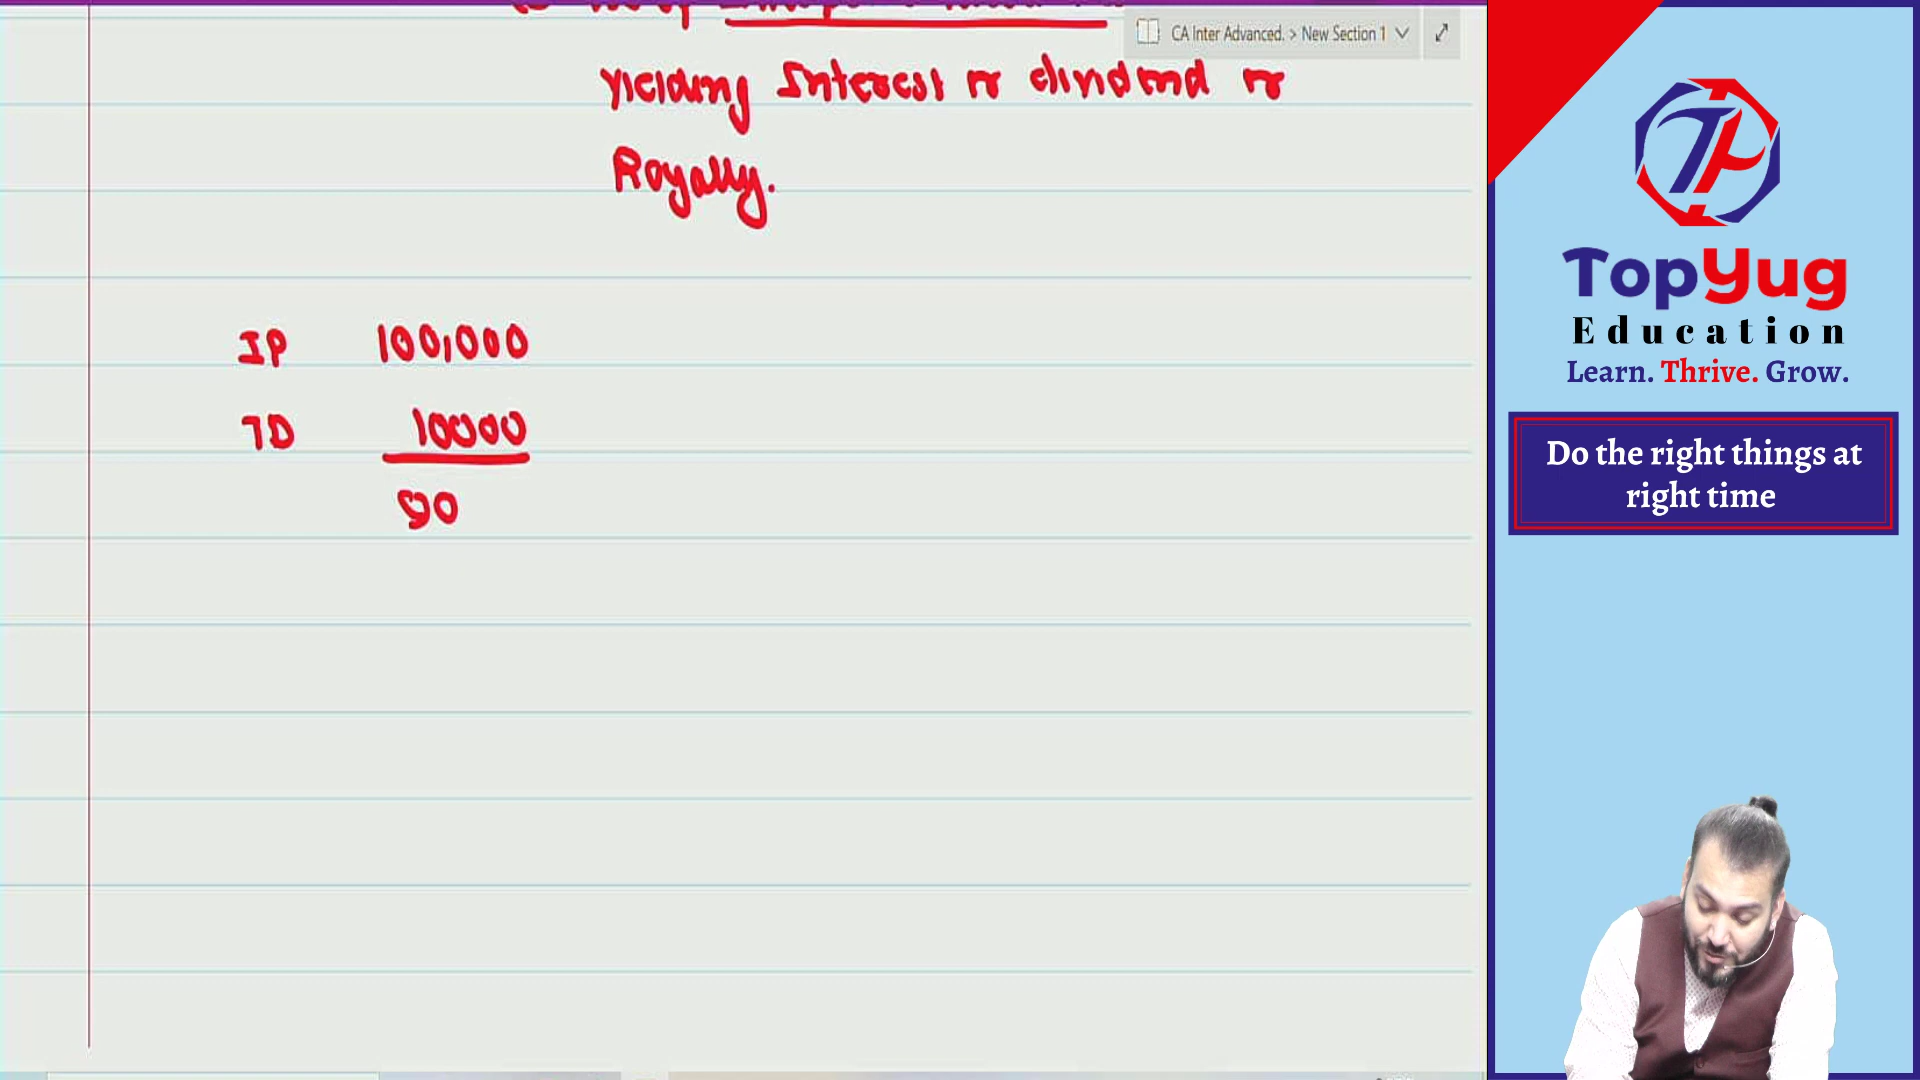 CA Inter Advanced. > New Section 1
Yielding Interest or dividend or
Royalty.
IP 100,000
TD 10000
90
TopYug
Education
Learn. Thrive. Grow.
Do the right things at
right time